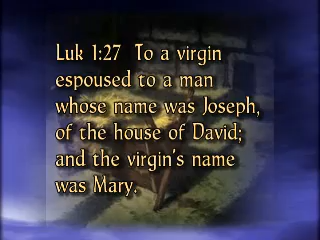 Luk 1:27  To a virgin
espoused to a man
whose name was Joseph,
of the house of David;
and the virgin's name
was Mary.